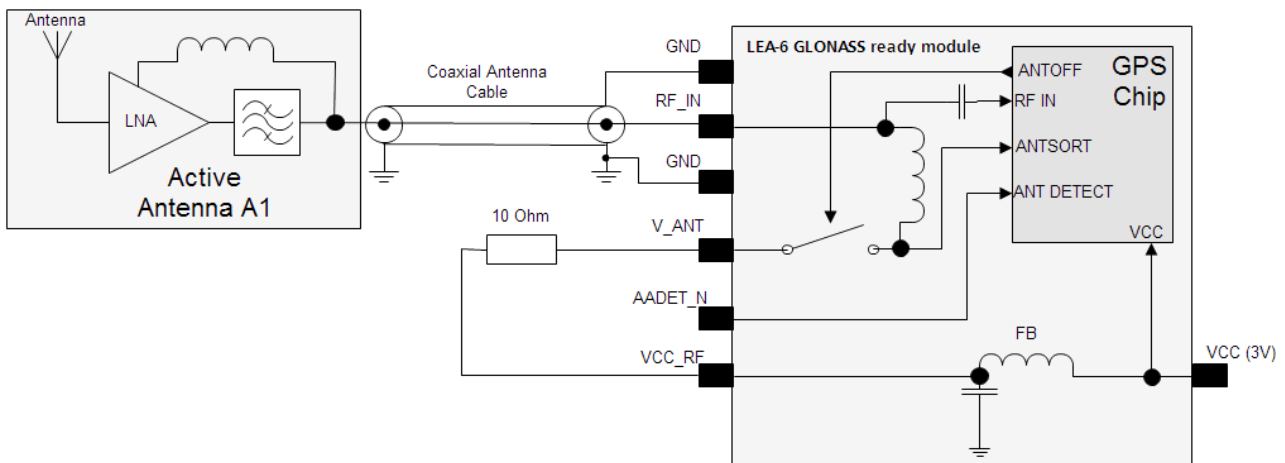 Antenna
LNA
Active
Antenna A1
Coaxial Antenna
Cable
10 Ohm
GND
RF_IN
GND
V_ANT
AADET_N
VCC_RF
LEA-6 GLONASS ready module
GPS
Chip
ANTOFF
RF IN
ANTSORT
ANT DETECT
VCC
FB
VCC (3V)